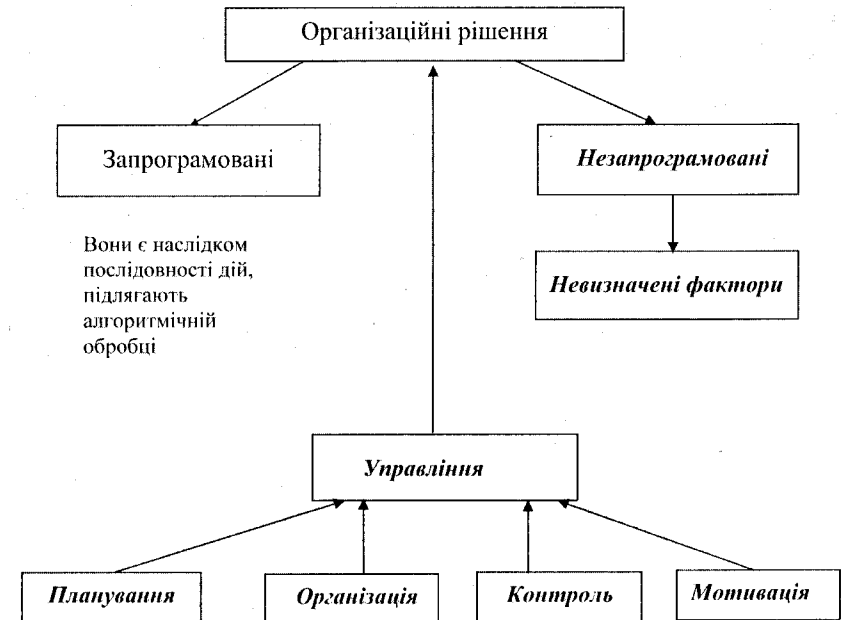 Організаційні рішення
Запрограмовані
Незапрограмовані
Вони є наслідком
послідовності дій,
підлягають
алгоритмічній
обробці
Невизначені фактори
Управління
Планування
Організація
Контроль
Мотивація